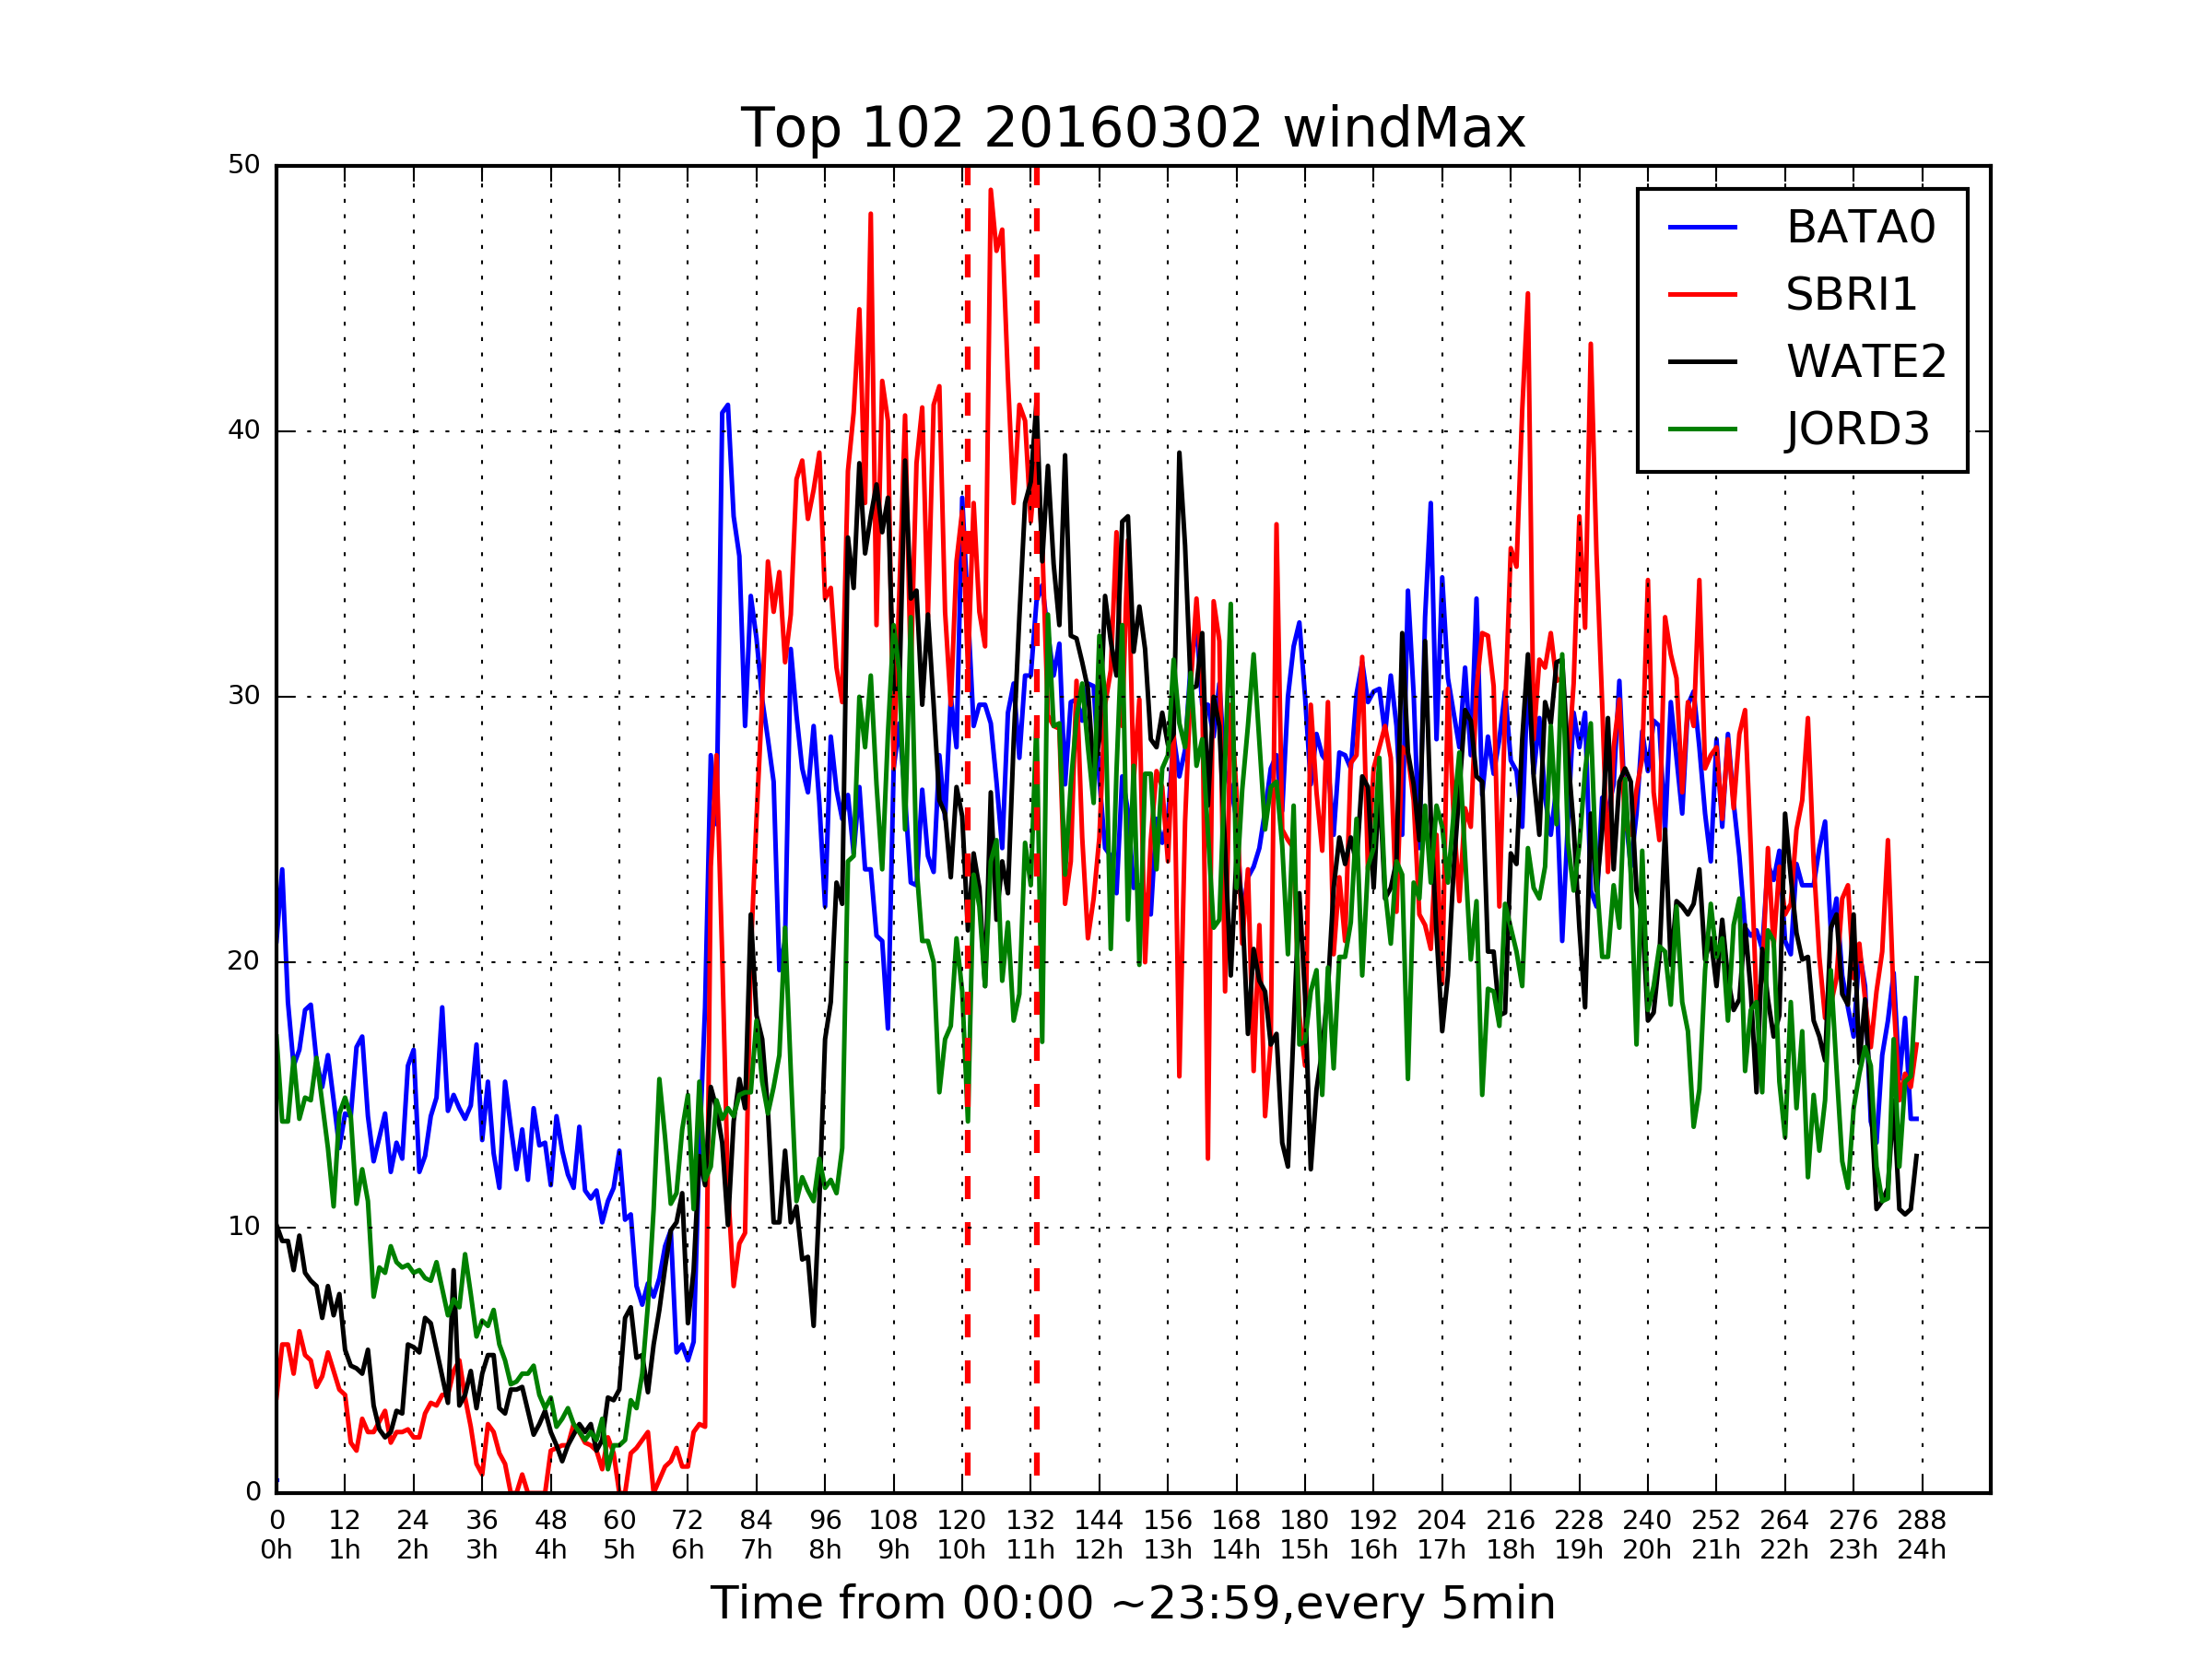 Top 102 20160302 windMax
50
40
30
20
10
0
BATA0
SBRI1
WATE2
JORD3
0 12 24 36 48 60 72 84 96 108 120 132 144 156 168 180 192 204 216 228 240 252 264 276 288
0h 1h 2h 3h 4h 5h 6h 7h 8h 9h 10h 11h 12h 13h 14h 15h 16h 17h 18h 19h 20h 21h 22h 23h 24h
Time from 00:00 ~23:59,every 5min